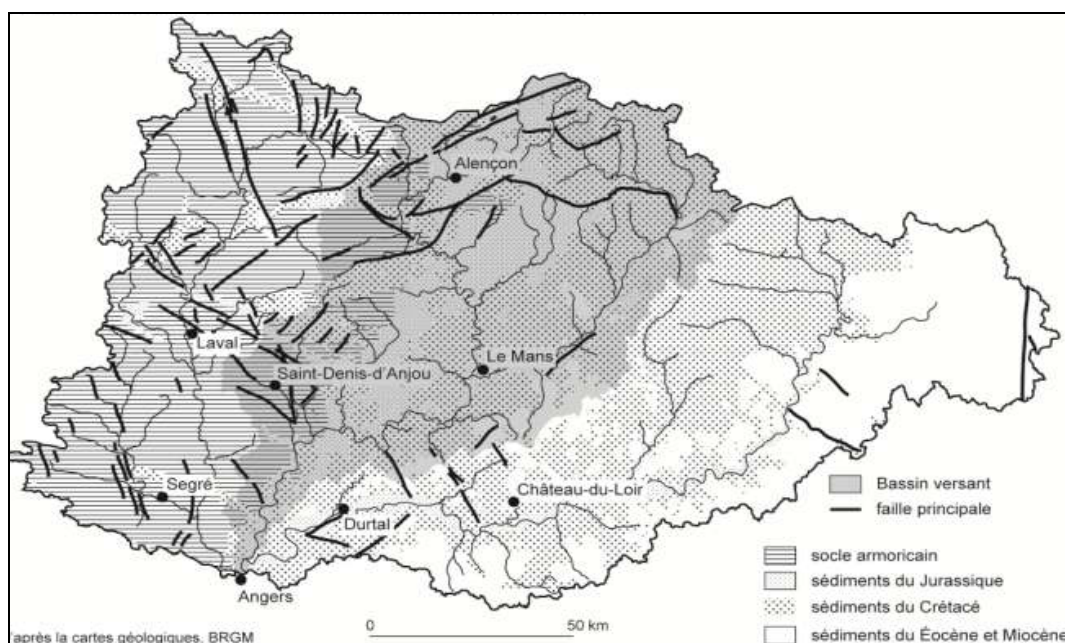 Alençon
Laval
Le Mans
Saint-Denis-d'Anjou
Segré
Château-du-Loir
Durtal
Angers
Bassin versant
faille principale
socle armoricain
sédiments du Jurassique
sédiments du Crétacé
sédiments du Éocène et Miocène
0 50 km
'après la cartes géologiques, BRGM